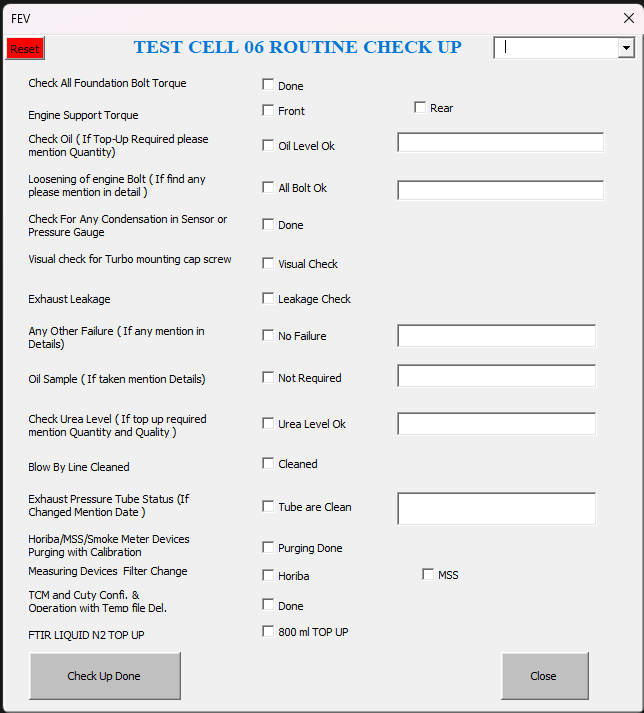 FEV
Reset
TEST CELL 06 ROUTINE CHECK UP
Check All Foundation Bolt Torque
Done
Engine Support Torque
Front
Rear
Check Oil ( If Top-Up Required please
mention Quantity)
Oil Level Ok
Loosening of engine Bolt ( If find any
please mention in detail )
All Bolt Ok
Check For Any Condensation in Sensor or
Pressure Gauge
Done
Visual check for Turbo mounting cap screw
Visual Check
Exhaust Leakage
Leakage Check
Any Other Failure ( If any mention in
Details)
No Failure
Oil Sample ( If taken mention Details)
Not Required
Check Urea Level ( If top up required
mention Quantity and Quality )
Urea Level Ok
Blow By Line Cleaned
Cleaned
Exhaust Pressure Tube Status (If
Changed Mention Date )
Tube are Clean
Horiba/MSS/Smoke Meter Devices
Purging with Calibration
Purging Done
Measuring Devices  Filter Change
Horiba
MSS
TCM and Cuty Confi. &
Operation with Temp file Del.
Done
FTIR LIQUID N2 TOP UP
800 ml TOP UP
Check Up Done
Close